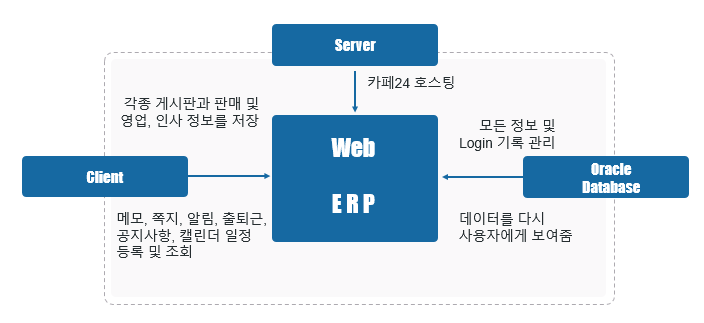 Server
카페24 호스팅
각종 게시판과 판매 및
영업, 인사 정보를 저장
모든 정보 및
Login 기록 관리
Web
ERP
Client
Oracle
Database
메모, 쪽지, 알림, 출퇴근,
공지사항, 캘린더 일정
등록 및 조회
데이터를 다시
사용자에게 보여줌